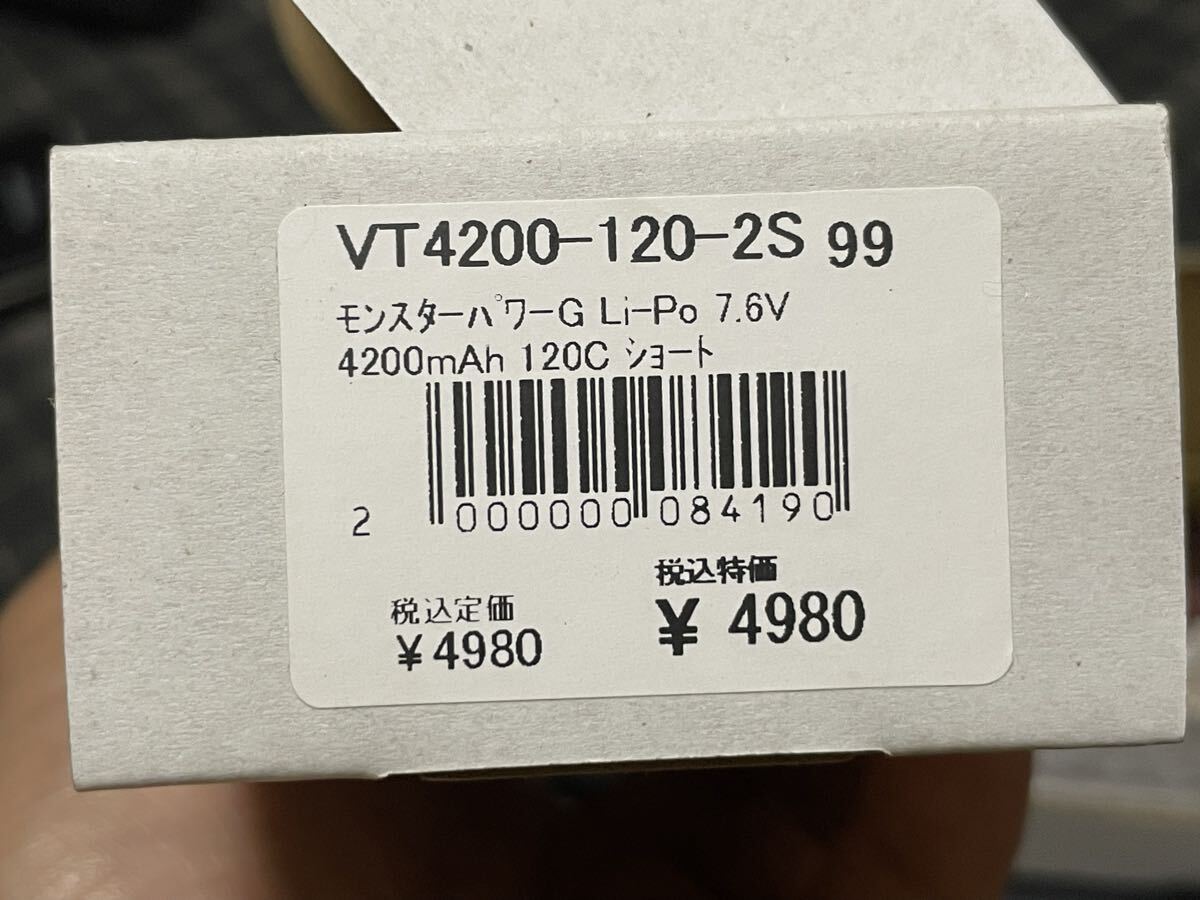 VT4200-120-2S 99
モンスターパワーG Li-Po 7.6V
4200mAh 120C ショート
2 000000 084190
税込定価
¥4980
税込特価
¥ 4980